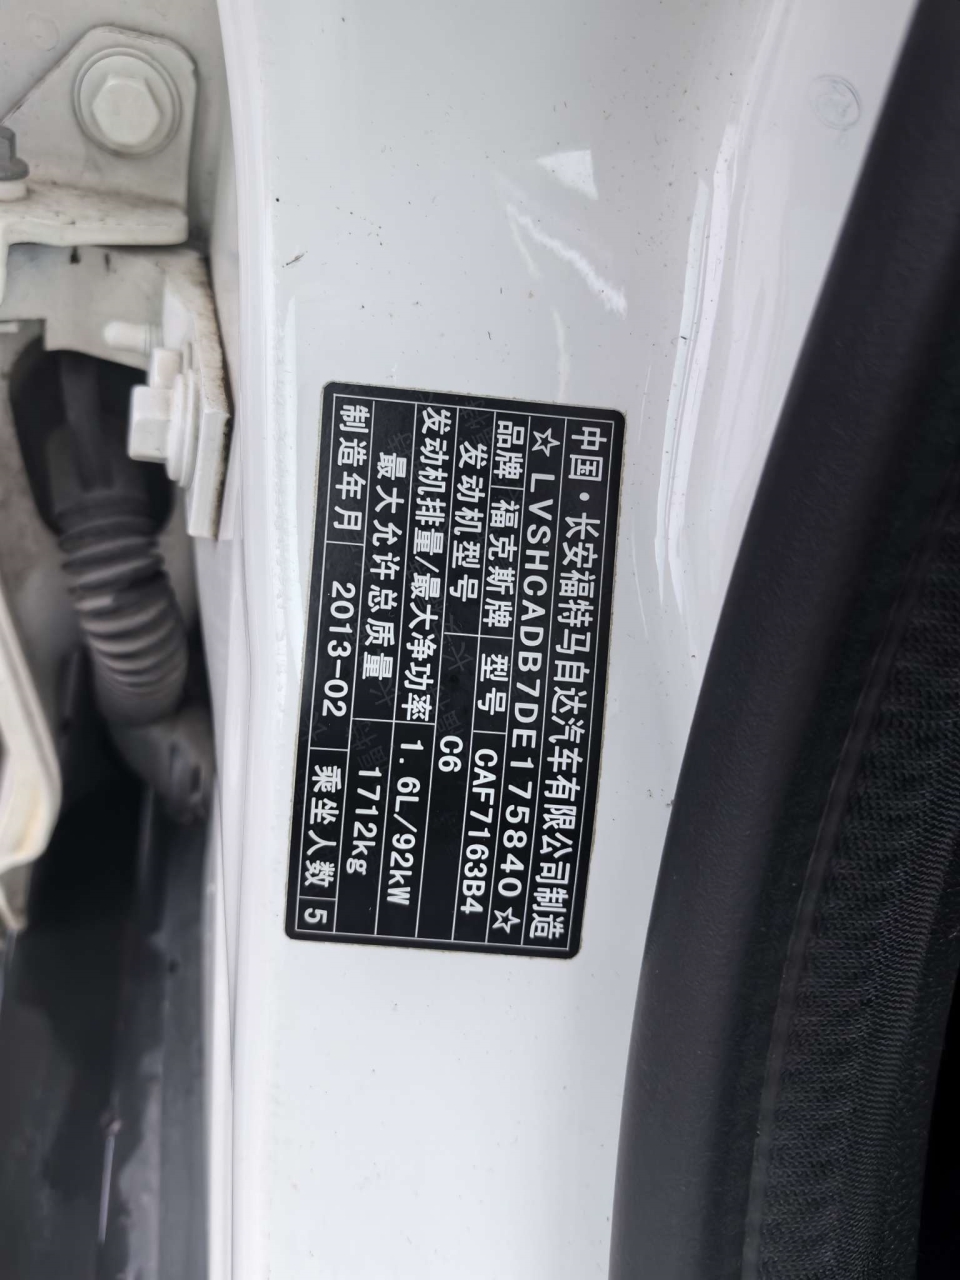 中国·长安福特马自达汽车有限公司制造
☆LVSHCADB7DE175840☆
品牌 福克斯牌 型号 CAF7163B4
发动机型号 C6
发动机排量/最大净功率 1.6L/92kW
最大允许总质量 1712kg
制造年月 2013-02 乘坐人数 5